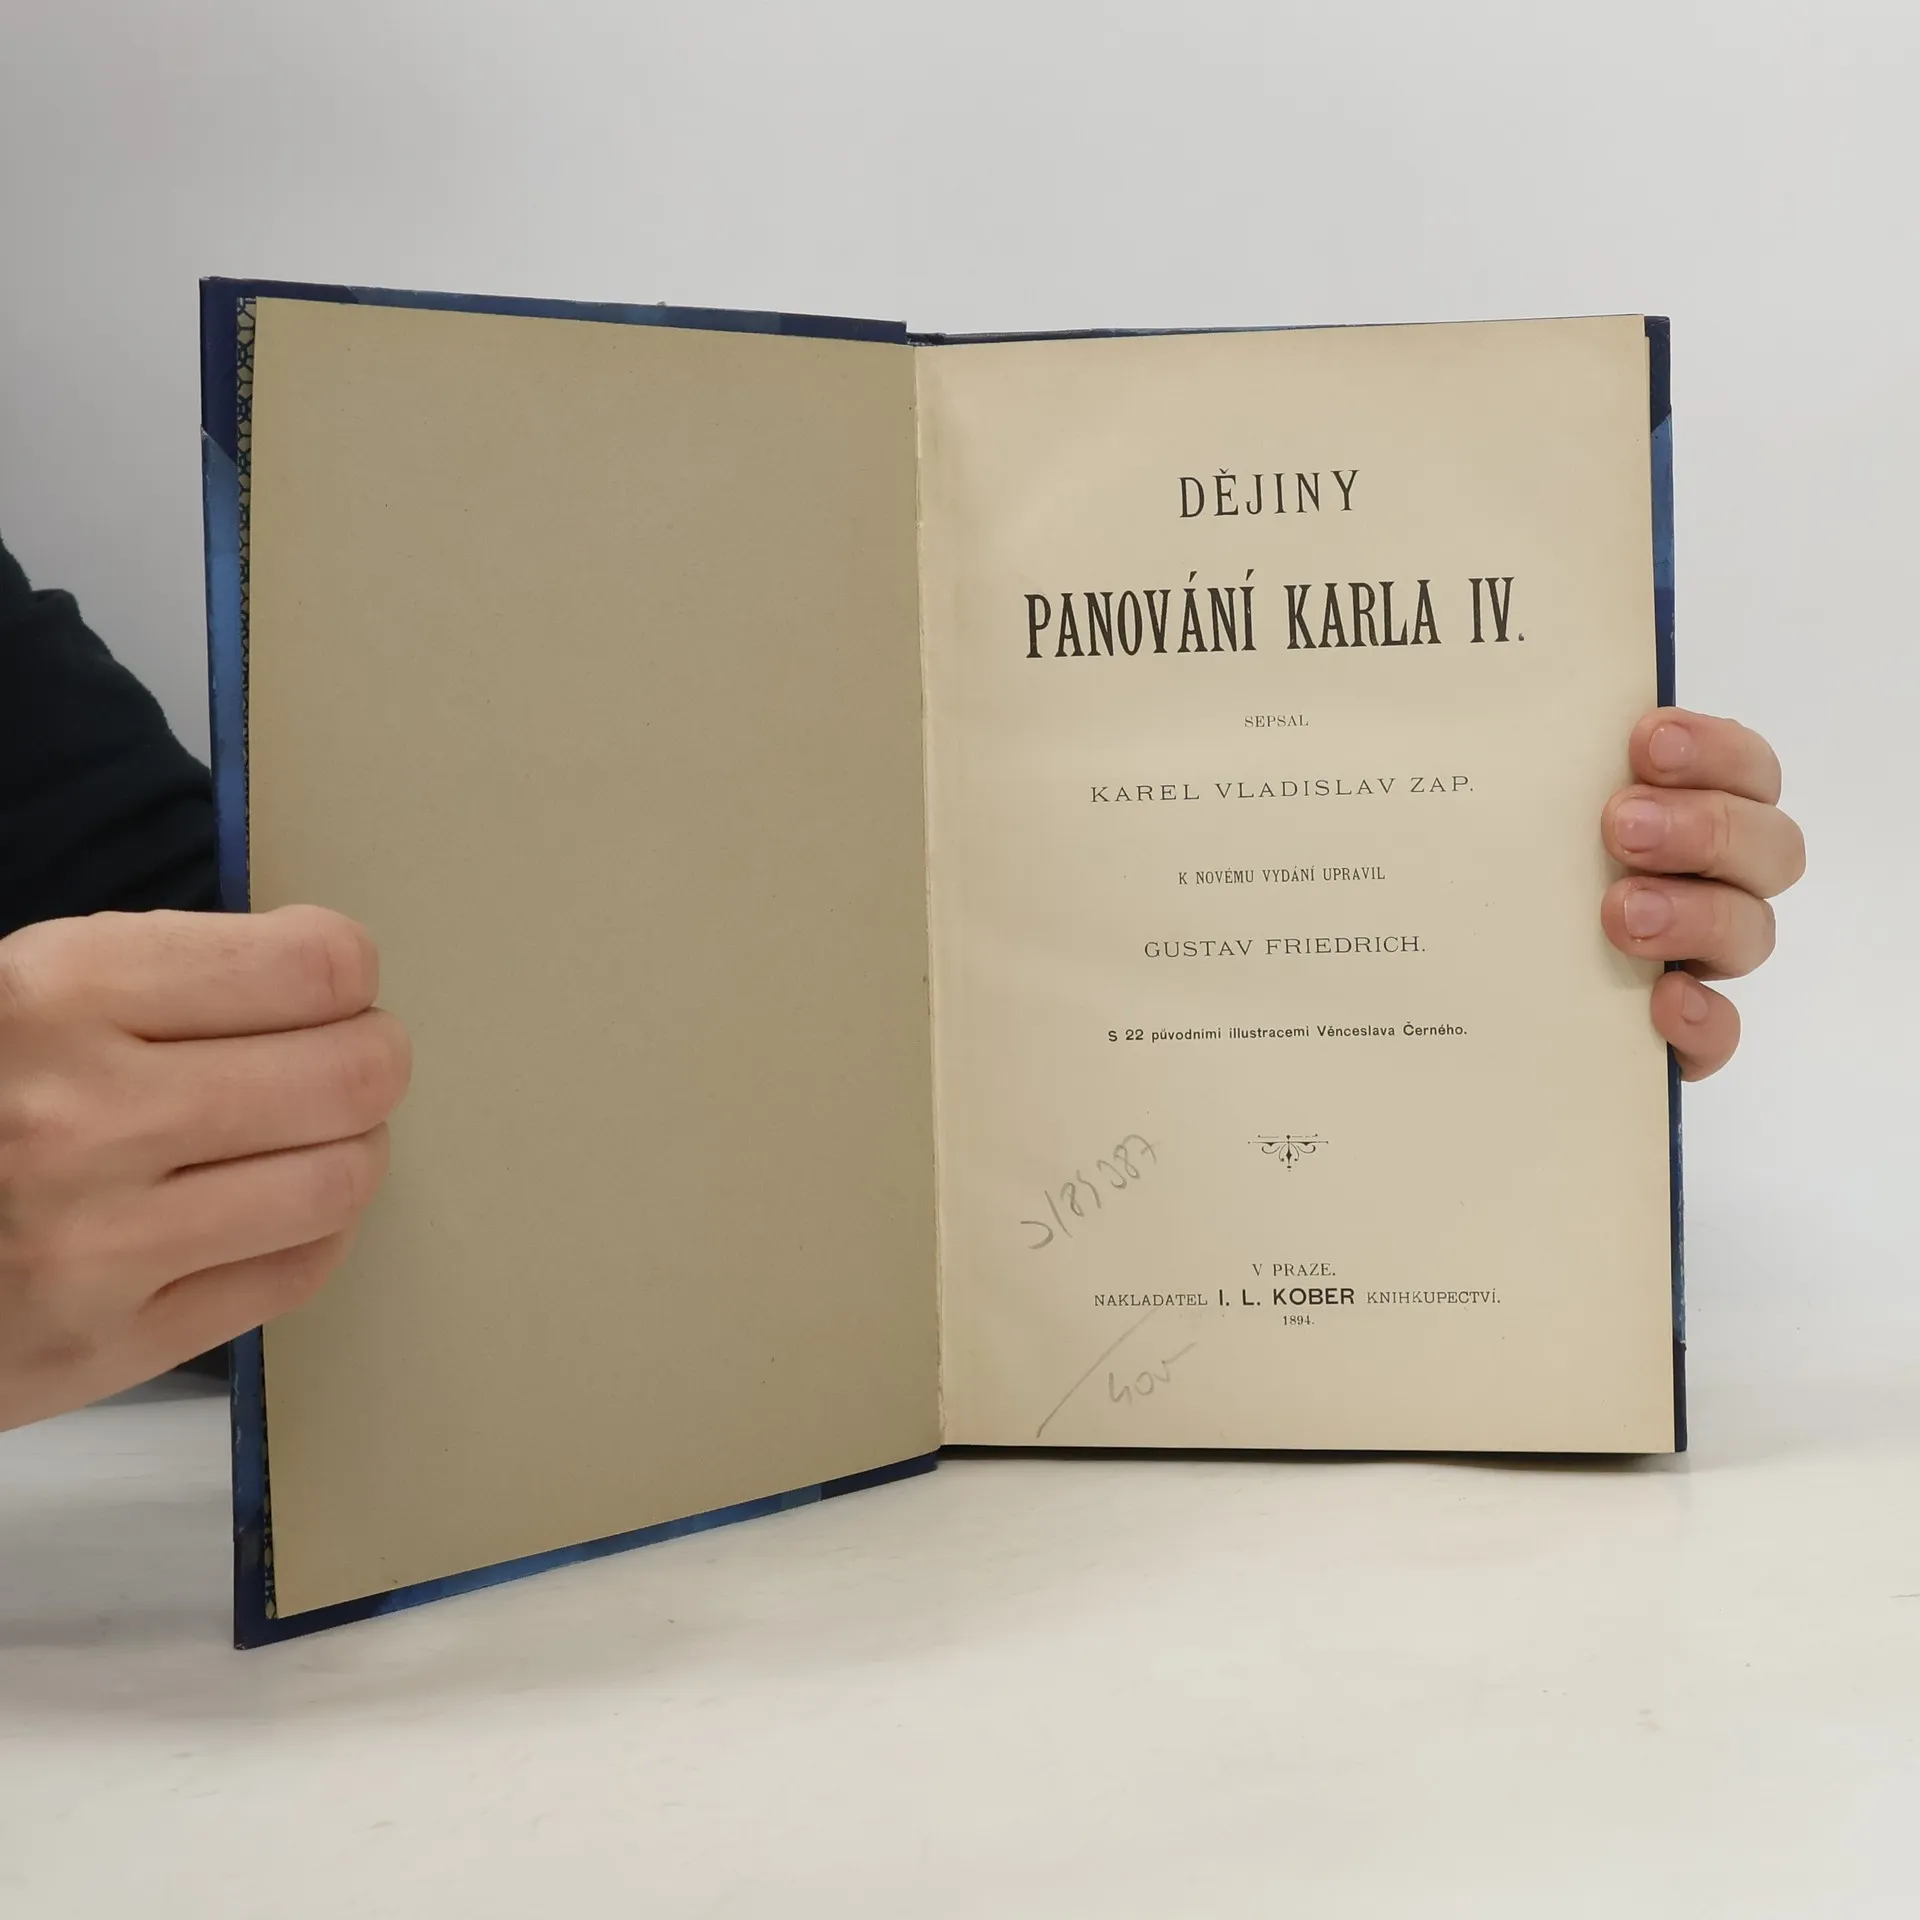 DĚJINY
PANOVÁNÍ KARLA IV.
SEPSAL
KAREL VLADISLAV ZAP.
K NOVÉMU VYDÁNÍ UPRAVIL
GUSTAV FRIEDRICH.
S 22 původními illustracemi Věnceslava Černého.
V PRAZE.
NAKLADATEL I. L. KOBER KNIHKUPECTVÍ.
1894.